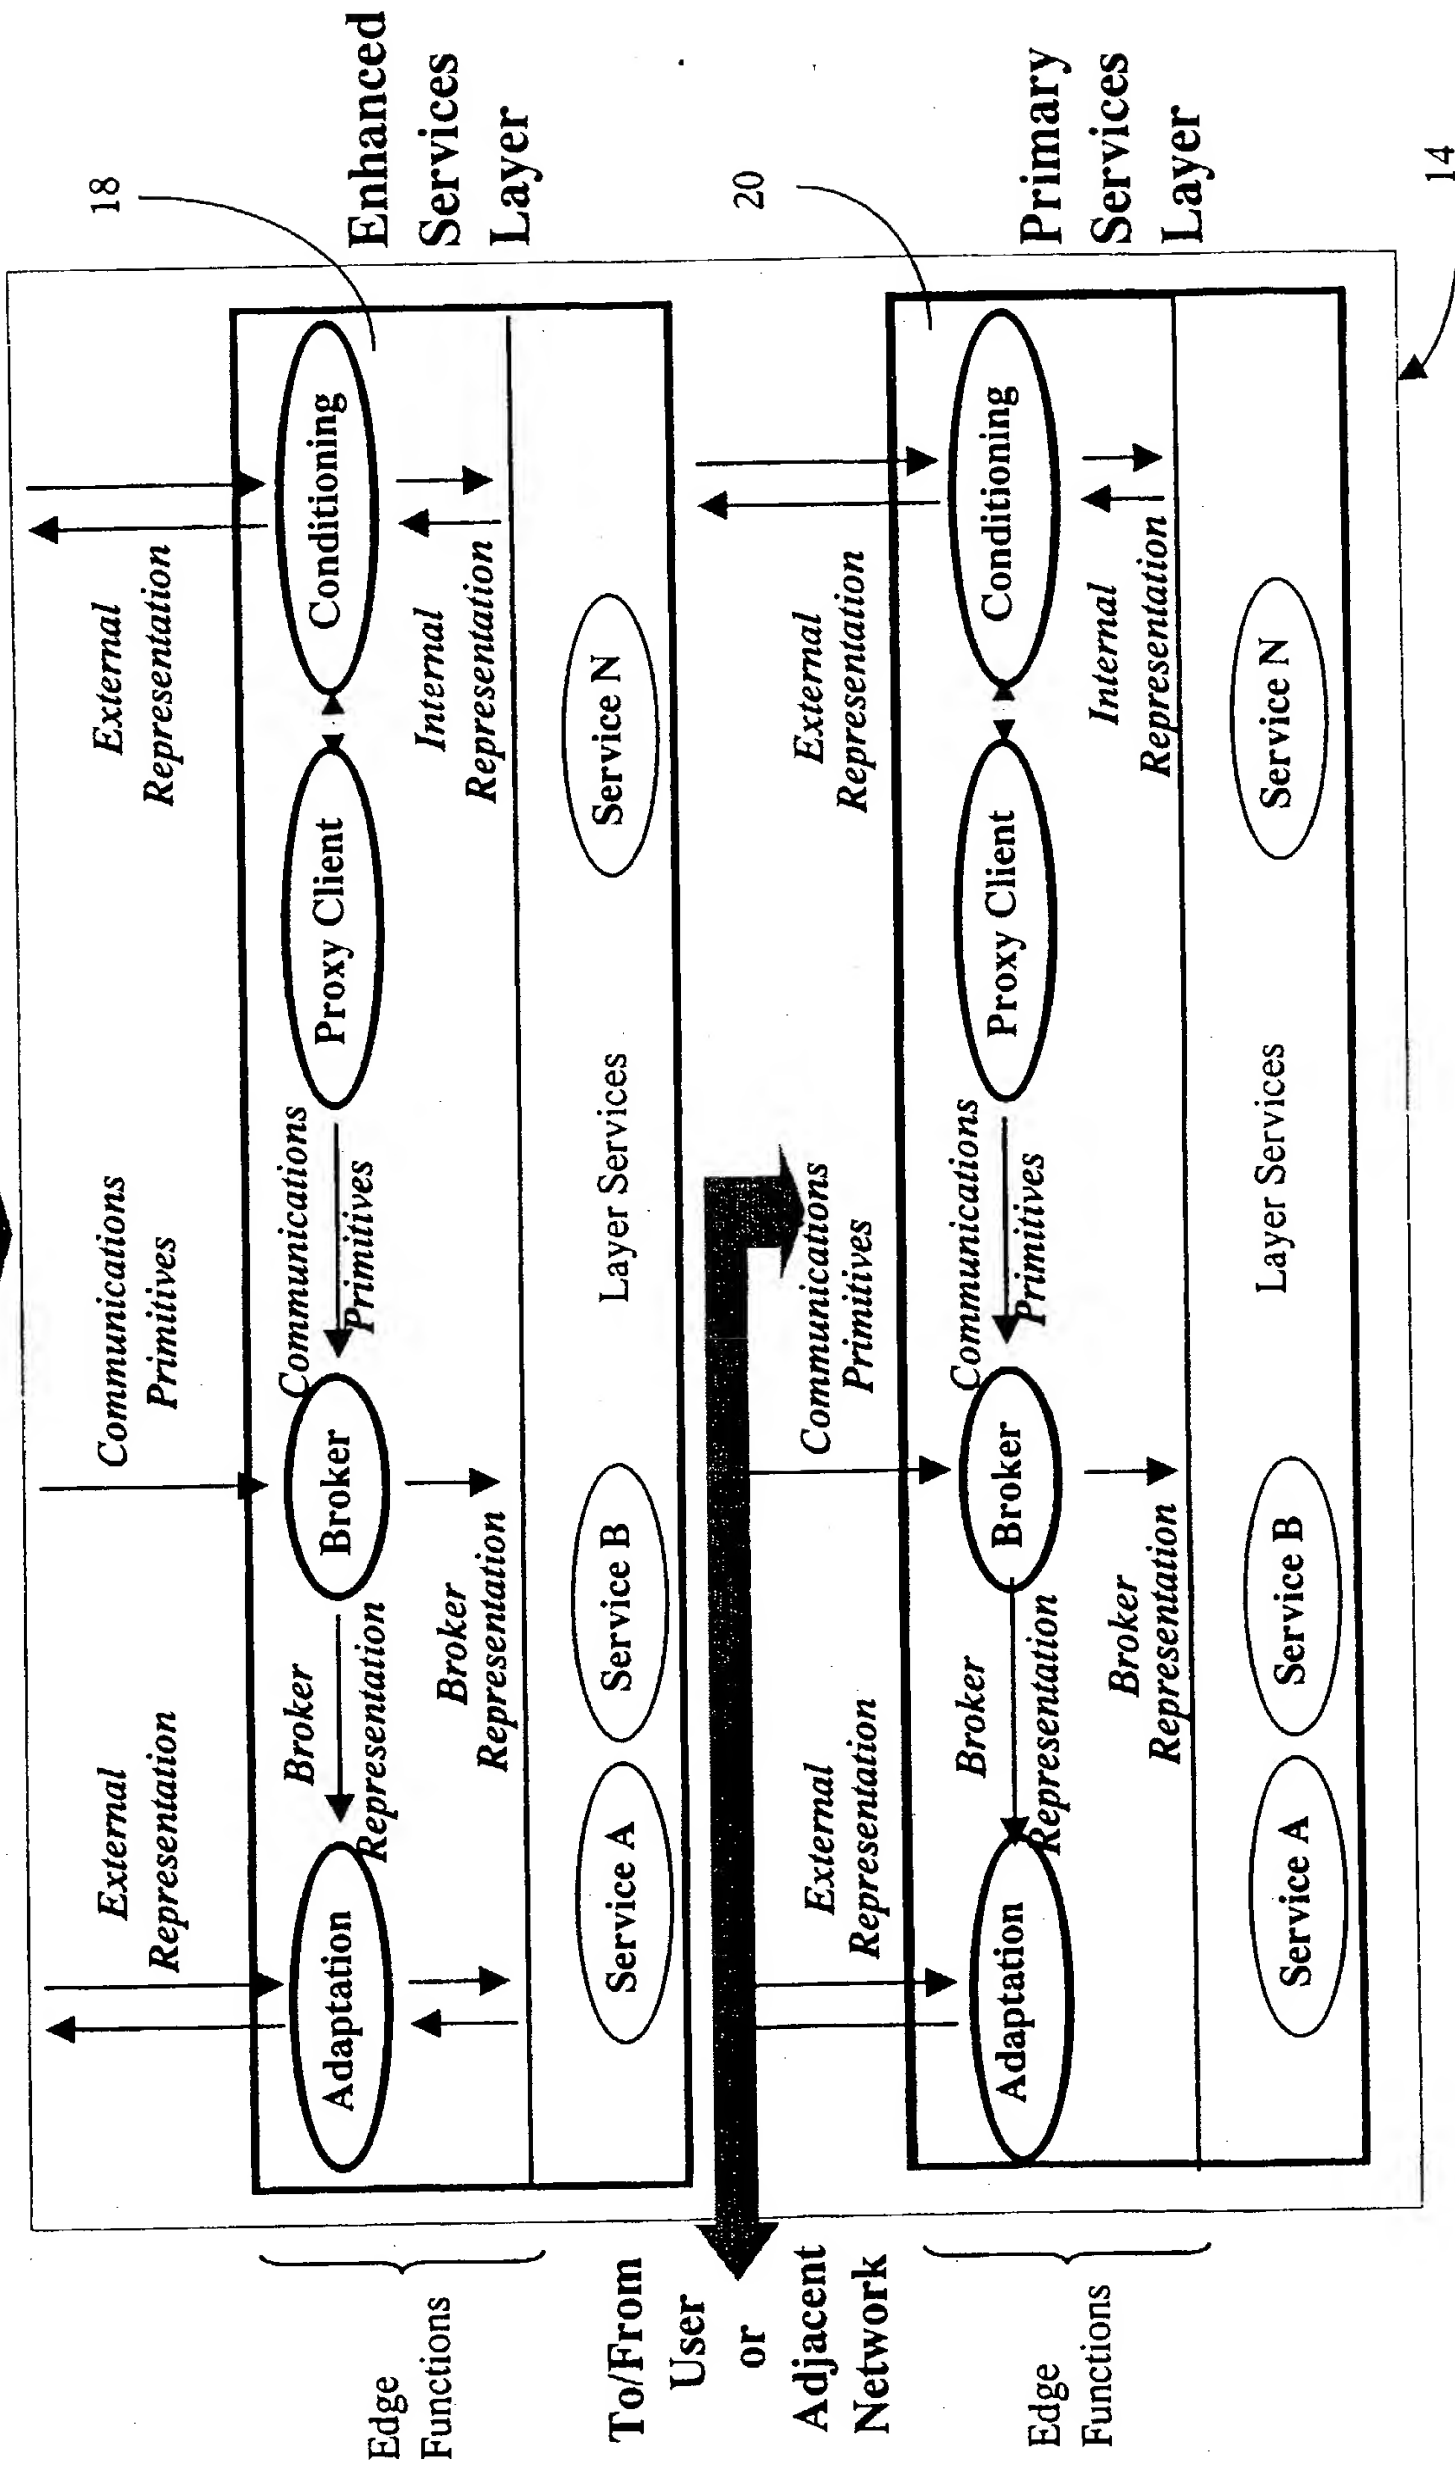 External
Representation
Communications
Primitives
External
Representation
18
Enhanced
Services
Layer
Edge
Functions
Adaptation
Broker
Representation
Broker
Communications
Primitives
Proxy Client
Conditioning
Broker
Representation
Internal
Representation
Service A
Service B
Layer Services
Service N
To/From
User
or
Adjacent
Network
External
Representation
Communications
Primitives
External
Representation
20
Primary
Services
Layer
Edge
Functions
Adaptation
Broker
Representation
Broker
Communications
Primitives
Proxy Client
Conditioning
Broker
Representation
Internal
Representation
Service A
Service B
Layer Services
Service N
14